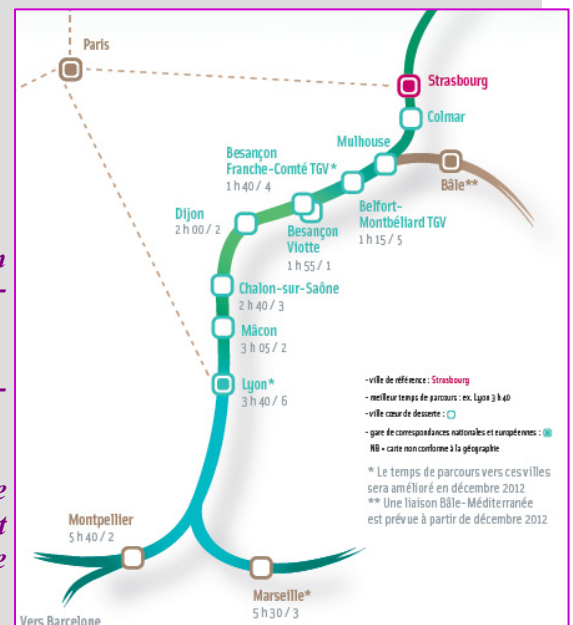 Paris
Strasbourg
Colmar
Mulhouse
Besançon
Franche-Comté TGV*
1 h 40 / 4
Bâle**
Belfort-
Montbéliard TGV
1 h 15 / 5
Dijon
2 h 00 / 2
Besançon
Viotte
1 h 55 / 1
n
-
Chalon-sur-Saône
2 h 40 / 3
Mâcon
3 h 05 / 2
-
Lyon*
3 h 40 / 6
- ville de référence : Strasbourg
- meilleur temps de parcours : ex. Lyon 3 h 40
- ville cœur de desserte :
- gare de correspondances nationales et européennes :
NB = carte non conforme à la géographie
* Le temps de parcours vers ces villes
sera amélioré en décembre 2012
** Une liaison Bâle-Méditerranée
est prévue à partir de décembre 2012
e
t
e
Montpellier
5 h 40 / 2
Marseille*
5 h 30 / 3
Vers Barcelone